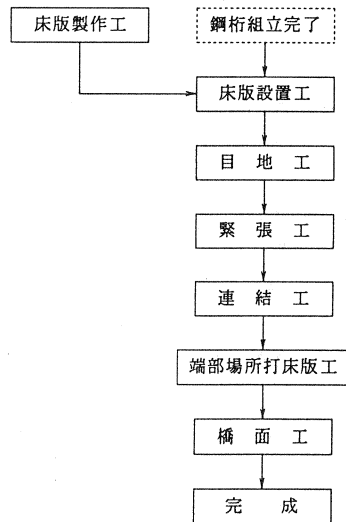 床版製作工
鋼桁組立完了
床版設置工
目地工
緊張工
連結工
端部場所打床版工
橋面工
完成